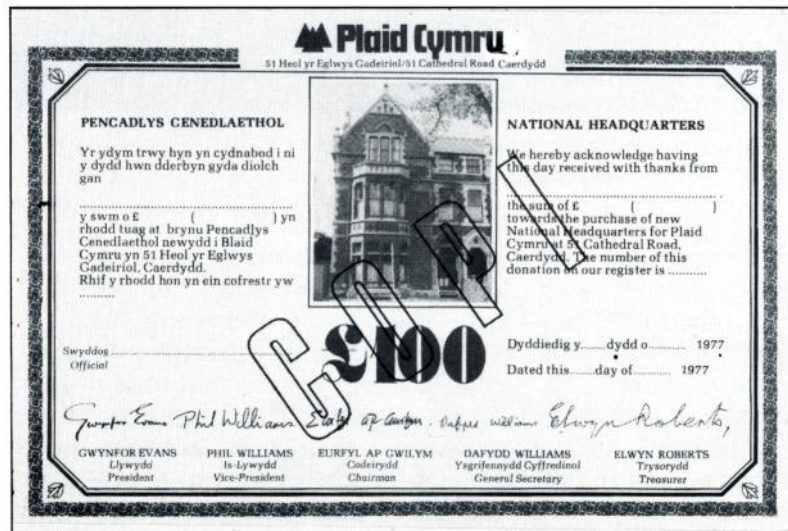 Plaid Cymru
51 Heol yr Eglwys Gadeiriol/51 Cathedral Road Caerdydd
PENCADLYS CENEDLAETHOL
Yr ydym trwy hyn yn cydnabod i ni
y dydd hwn dderbyn gyda diolch
gan
........................................
y swm o £ ( ) yn
rhodd tuag at brynu Pencadlys
Cenedlaethol newydd i Blaid
Cymru yn 51 Heol yr Eglwys
Gadeiriol, Caerdydd.
Rhif y rhodd hon yn ein cofrestr yw
..........
NATIONAL HEADQUARTERS
We hereby acknowledge having
this day received with thanks from
........................................
the sum of £ ( )
towards the purchase of new
National Headquarters for Plaid
Cymru at 51 Cathedral Road,
Caerdydd. The number of this
donation on our register is ...........
COPI
£100
Swyddog ..............................
Official
Dyddiedig y........dydd o........... 1977
Dated this.......day of.......... 1977
Gwynfor Evans Phil Williams Eurfyl ap Gwilym Dafydd Williams Elwyn Roberts,
GWYNFOR EVANS PHIL WILLIAMS EURFYL AP GWILYM DAFYDD WILLIAMS ELWYN ROBERTS
Llywydd Is-Lywydd Cadeirydd Ysgrifennydd Cyffredinol Trysorydd
President Vice-President Chairman General Secretary Treasurer